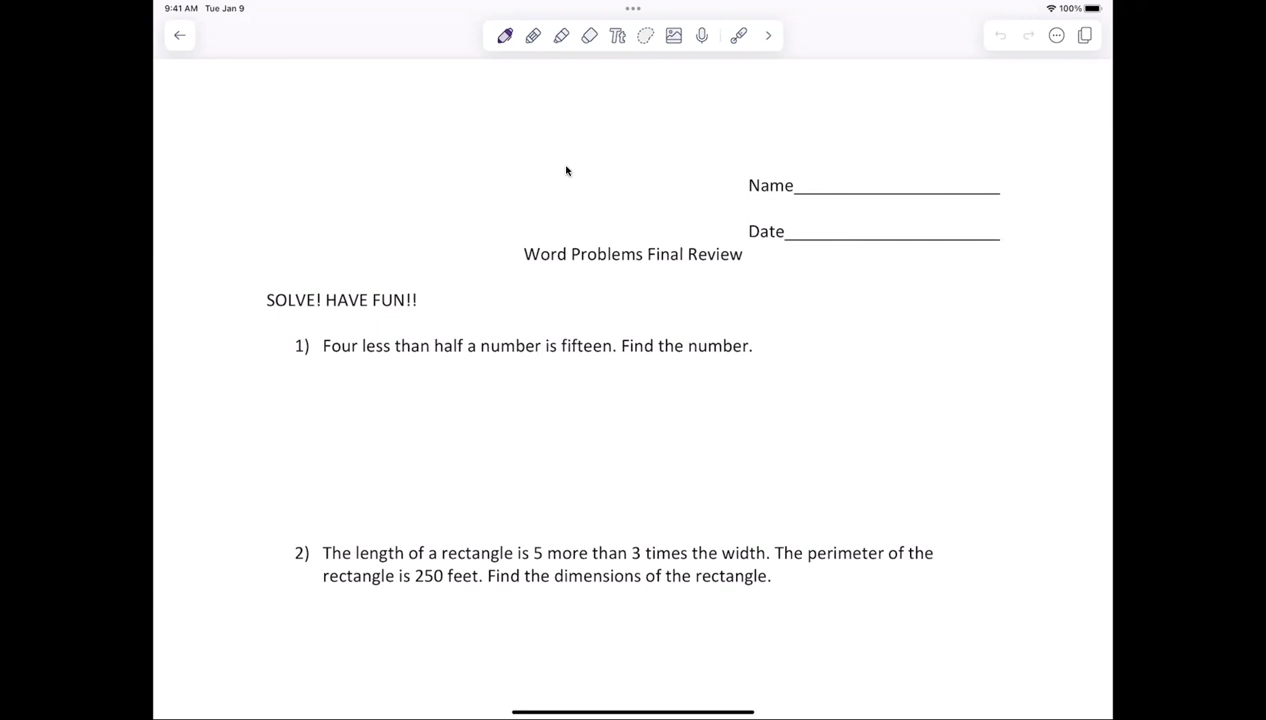 9:41 AM Tue Jan 9
100%
Name
Date
Word Problems Final Review
SOLVE! HAVE FUN!!
1) Four less than half a number is fifteen. Find the number.
2) The length of a rectangle is 5 more than 3 times the width. The perimeter of the
rectangle is 250 feet. Find the dimensions of the rectangle.